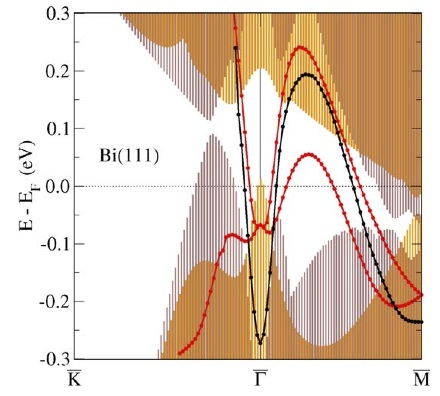 0.3
0.2
0.1
0.0
-0.1
-0.2
-0.3
E - E_F (eV)
Bi(111)
K̅ Γ̅ M̅